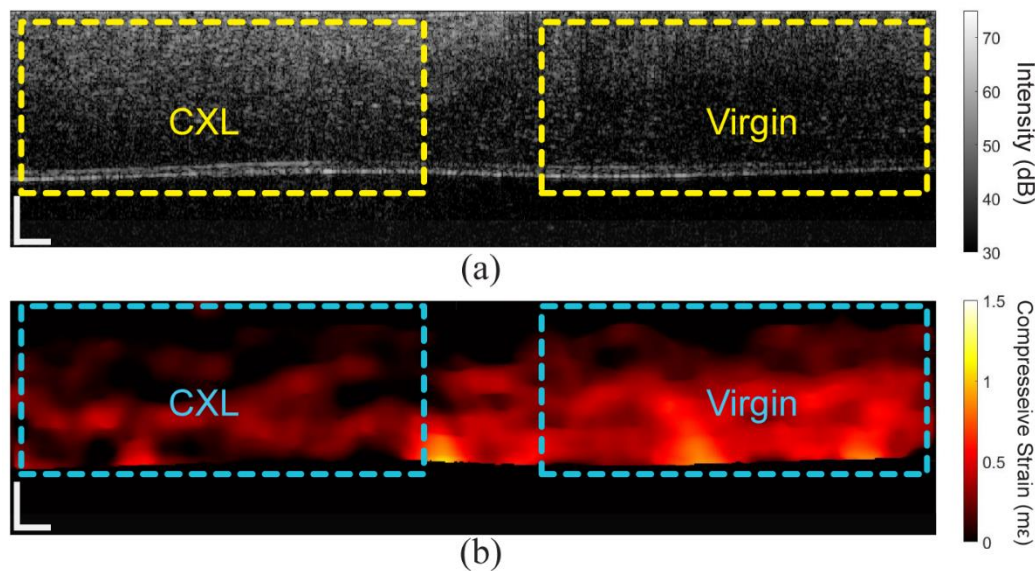 CXL
Virgin
70
60
50
40
30
Intensity (dB)
(a)
CXL
Virgin
1.5
1
0.5
0
Compresseive Strain (mε)
(b)